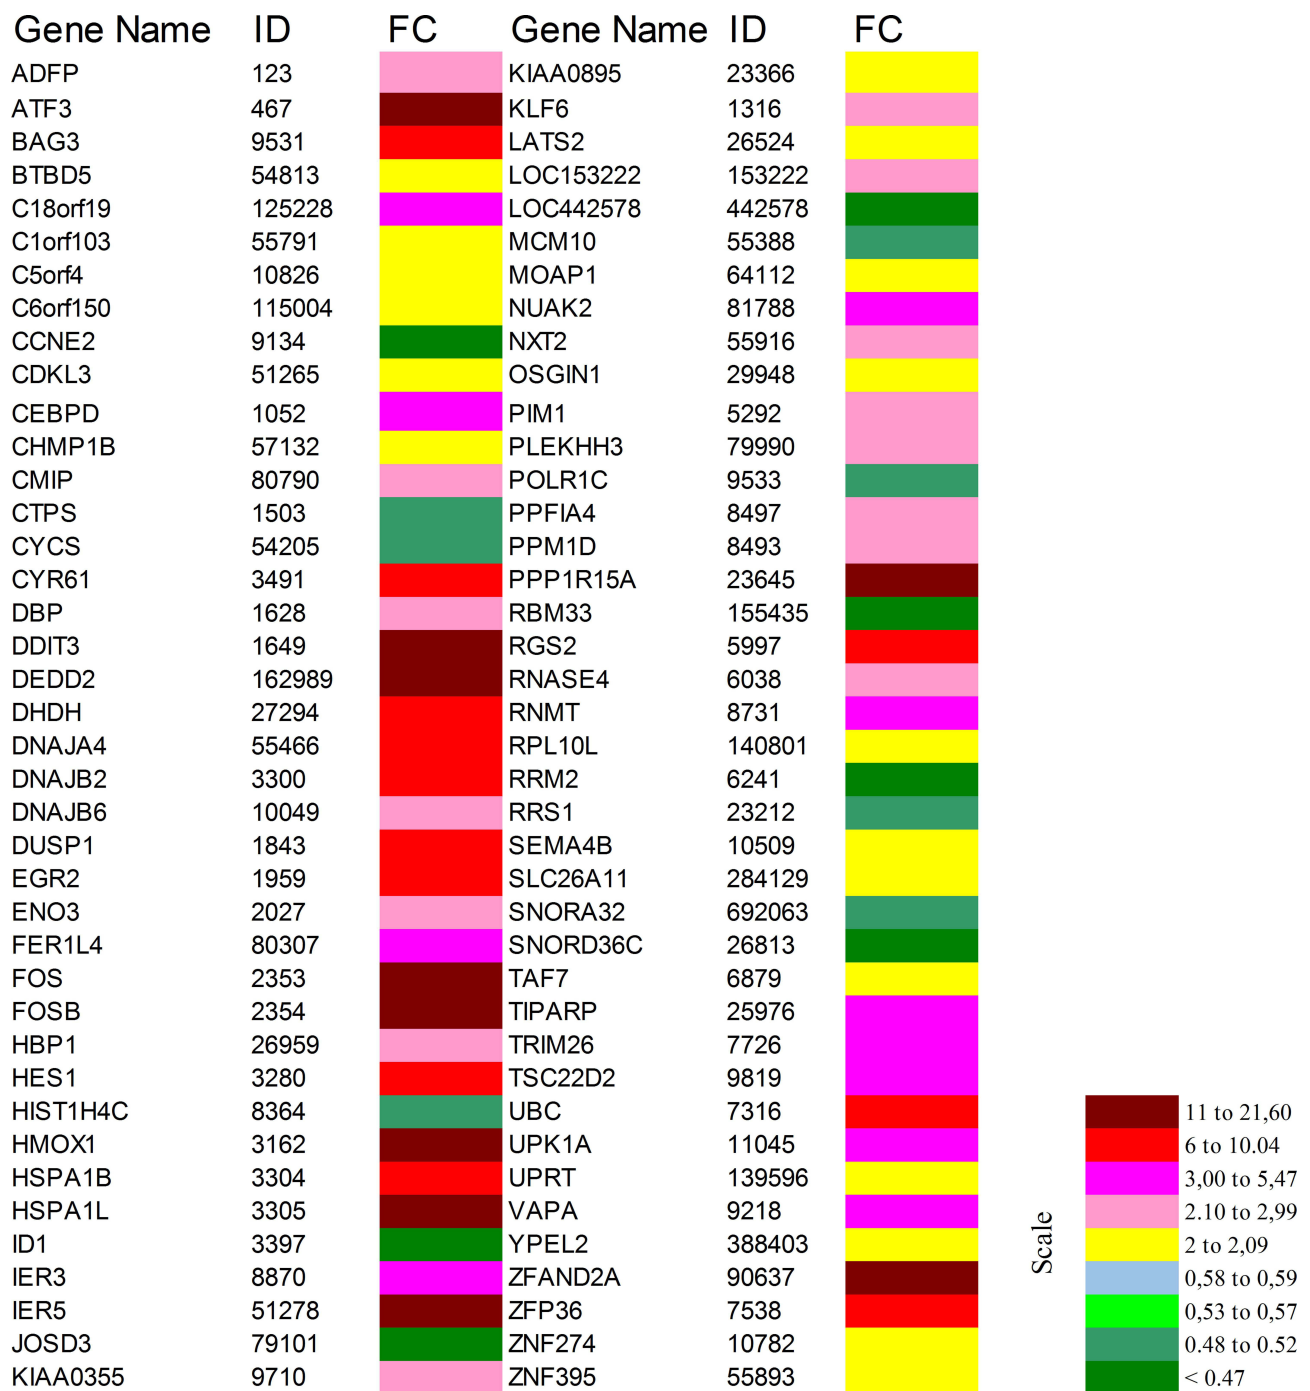 Gene Name ID FC Gene Name ID FC
ADFP 123 KIAA0895 23366
ATF3 467 KLF6 1316
BAG3 9531 LATS2 26524
BTBD5 54813 LOC153222 153222
C18orf19 125228 LOC442578 442578
C1orf103 55791 MCM10 55388
C5orf4 10826 MOAP1 64112
C6orf150 115004 NUAK2 81788
CCNE2 9134 NXT2 55916
CDKL3 51265 OSGIN1 29948
CEBPD 1052 PIM1 5292
CHMP1B 57132 PLEKHH3 79990
CMIP 80790 POLR1C 9533
CTPS 1503 PPFIA4 8497
CYCS 54205 PPM1D 8493
CYR61 3491 PPP1R15A 23645
DBP 1628 RBM33 155435
DDIT3 1649 RGS2 5997
DEDD2 162989 RNASE4 6038
DHDH 27294 RNMT 8731
DNAJA4 55466 RPL10L 140801
DNAJB2 3300 RRM2 6241
DNAJB6 10049 RRS1 23212
DUSP1 1843 SEMA4B 10509
EGR2 1959 SLC26A11 284129
ENO3 2027 SNORA32 692063
FER1L4 80307 SNORD36C 26813
FOS 2353 TAF7 6879
FOSB 2354 TIPARP 25976
HBP1 26959 TRIM26 7726
HES1 3280 TSC22D2 9819
HIST1H4C 8364 UBC 7316 11 to 21,60
HMOX1 3162 UPK1A 11045 6 to 10.04
HSPA1B 3304 UPRT 139596 3,00 to 5,47
HSPA1L 3305 VAPA 9218 2.10 to 2,99
ID1 3397 YPEL2 388403 2 to 2,09
IER3 8870 ZFAND2A 90637 0,58 to 0,59
IER5 51278 ZFP36 7538 0,53 to 0,57
JOSD3 79101 ZNF274 10782 0.48 to 0.52
KIAA0355 9710 ZNF395 55893 < 0.47
Scale